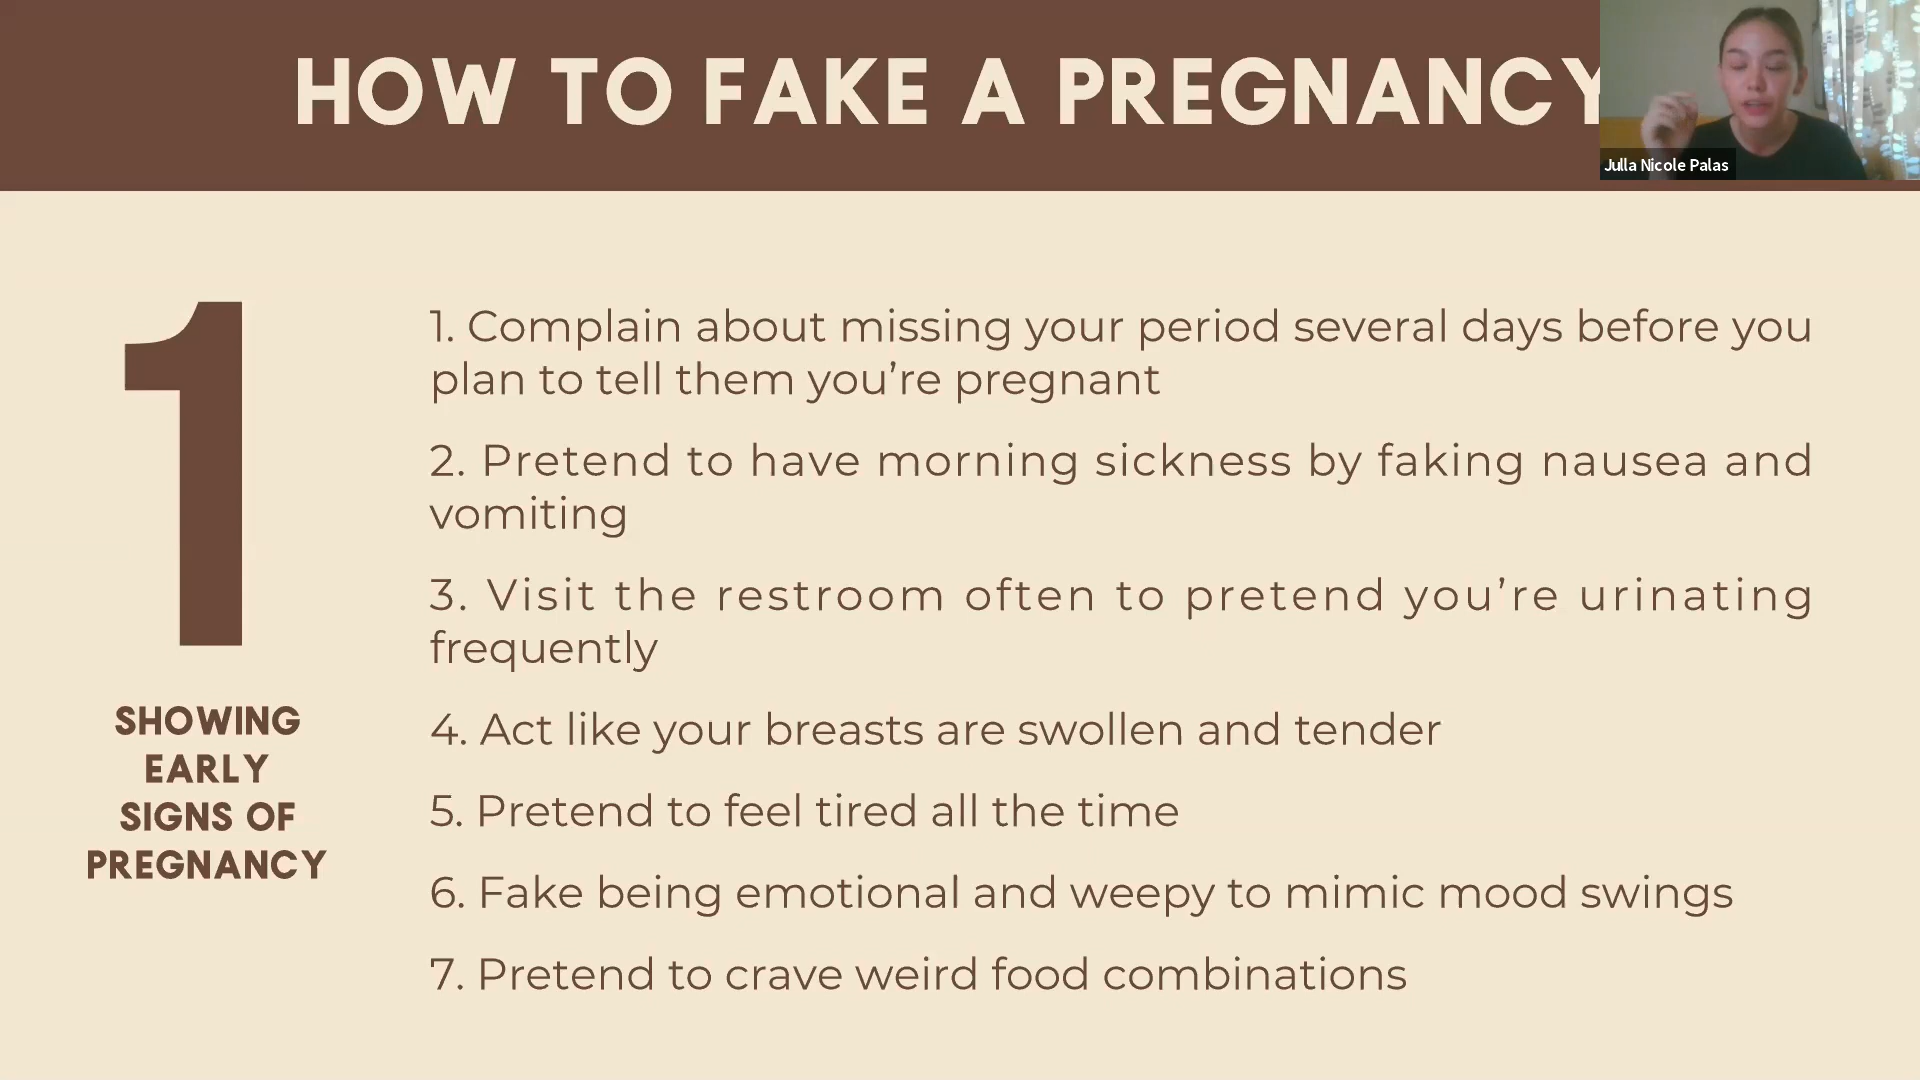 HOW TO FAKE A PREGNANCY
Julla Nicole Palas
1
SHOWING
EARLY
SIGNS OF
PREGNANCY
1. Complain about missing your period several days before you
plan to tell them you’re pregnant
2. Pretend to have morning sickness by faking nausea and
vomiting
3. Visit the restroom often to pretend you’re urinating
frequently
4. Act like your breasts are swollen and tender
5. Pretend to feel tired all the time
6. Fake being emotional and weepy to mimic mood swings
7. Pretend to crave weird food combinations